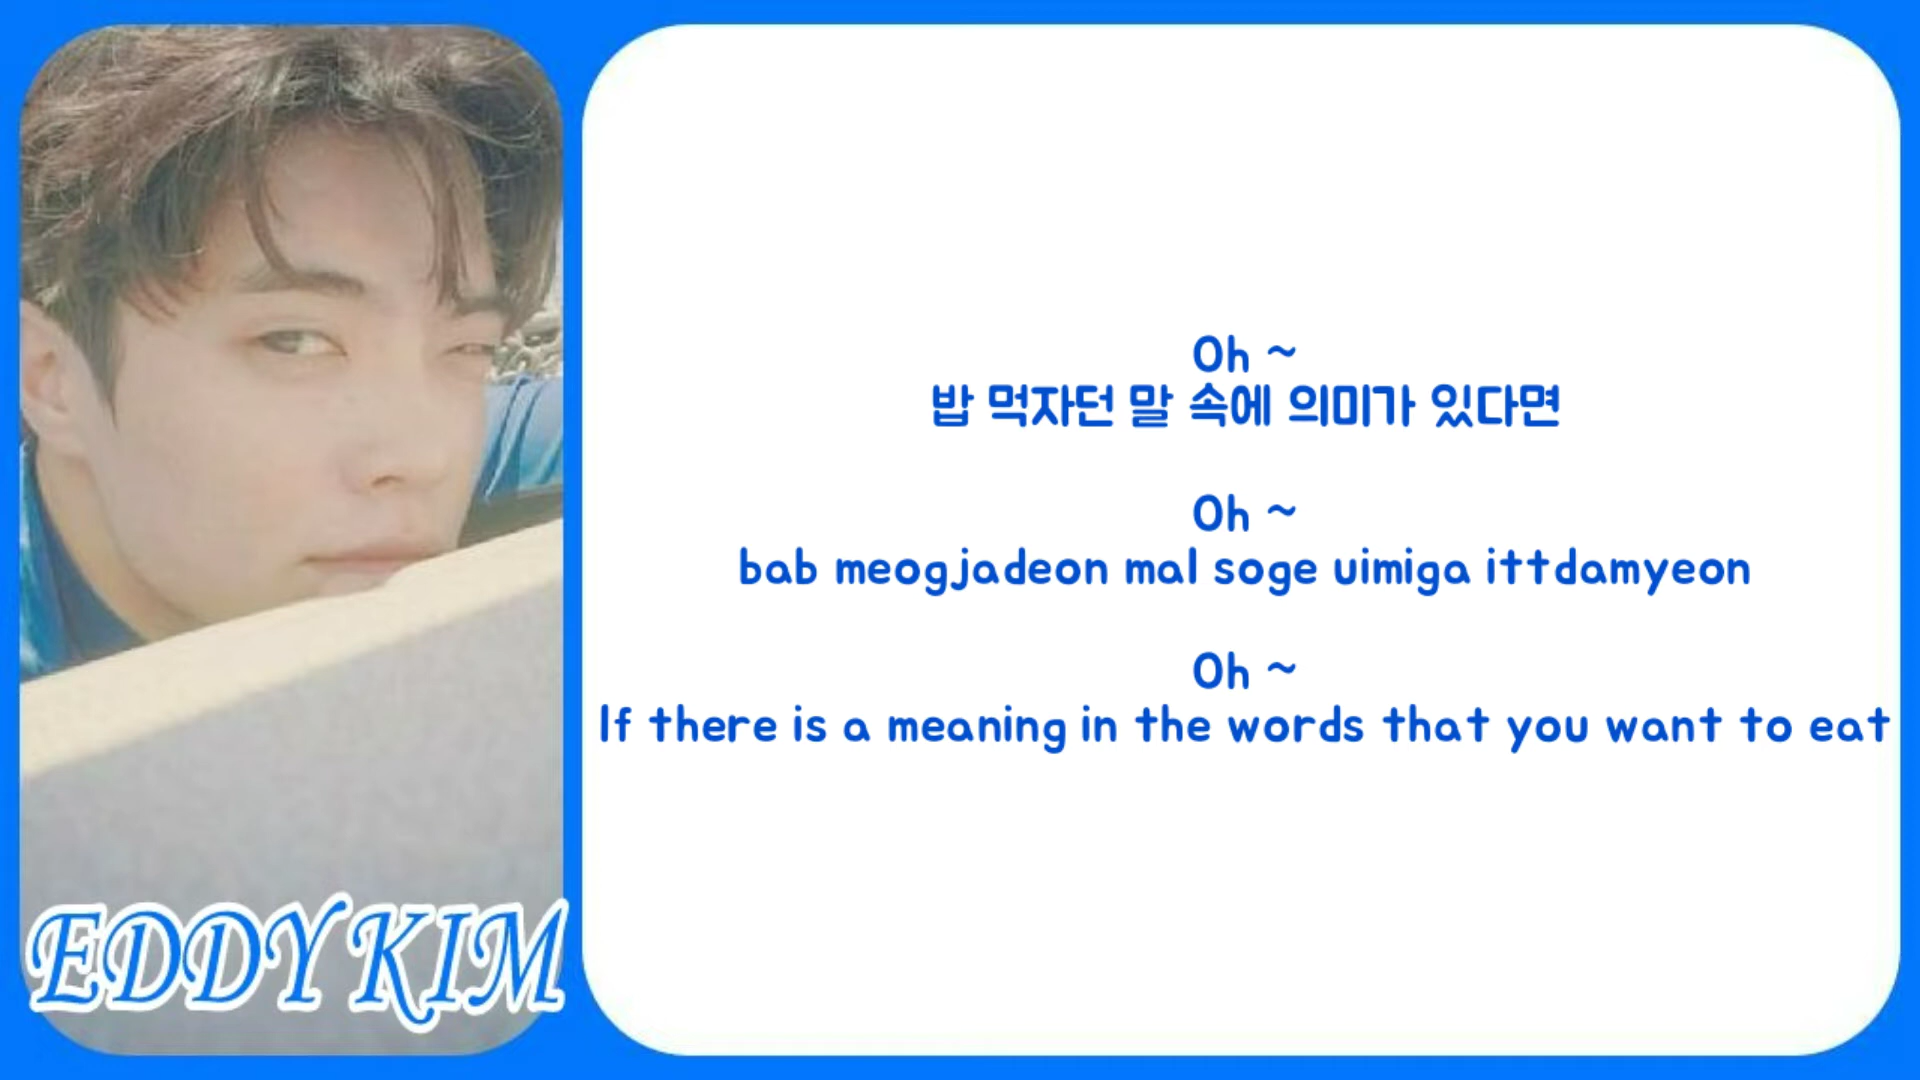 Oh ~
밥 먹자던 말 속에 의미가 있다면
Oh ~
bab meogjadeon mal soge uimiga ittdamyeon
Oh ~
If there is a meaning in the words that you want to eat
EDDY KIM